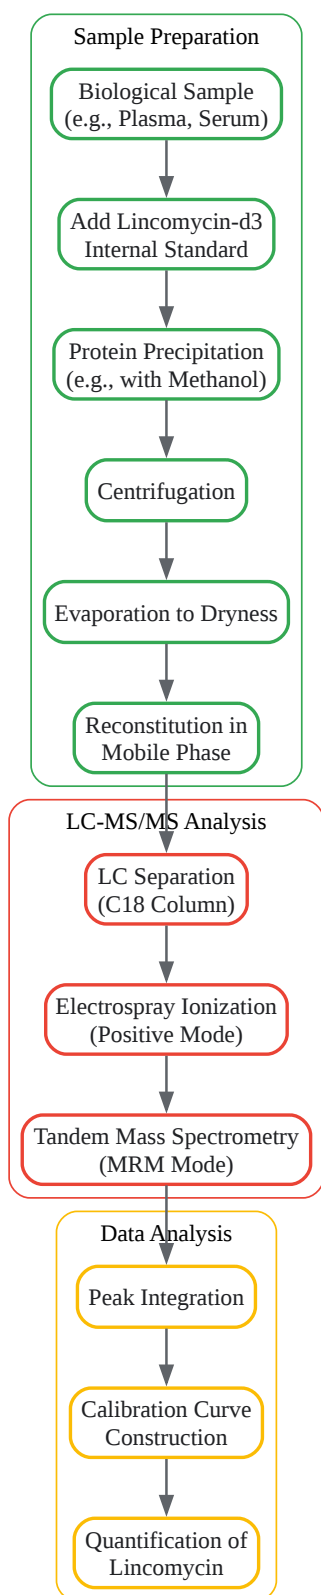 Sample Preparation
Biological Sample
(e.g., Plasma, Serum)
Add Lincomycin-d3
Internal Standard
Protein Precipitation
(e.g., with Methanol)
Centrifugation
Evaporation to Dryness
Reconstitution in
Mobile Phase
LC-MS/MS Analysis
LC Separation
(C18 Column)
Electrospray Ionization
(Positive Mode)
Tandem Mass Spectrometry
(MRM Mode)
Data Analysis
Peak Integration
Calibration Curve
Construction
Quantification of
Lincomycin